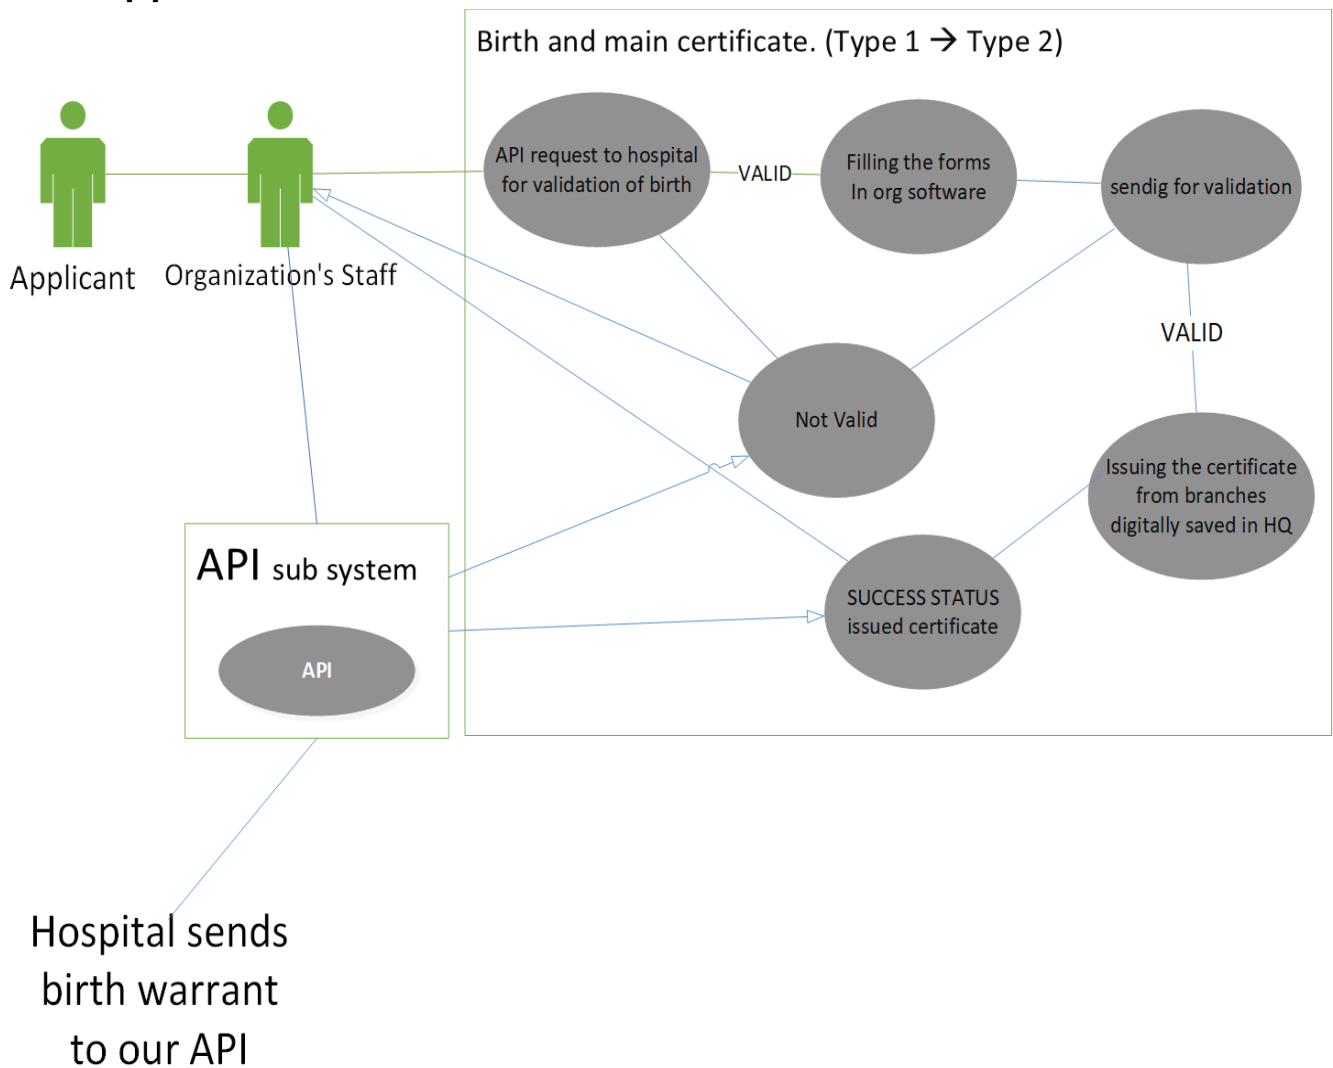 Birth and main certificate. (Type 1 → Type 2)
API request to hospital
for validation of birth
VALID
Filling the forms
In org software
sendig for validation
Applicant
Organization's Staff
VALID
Not Valid
Issuing the certificate
from branches
digitally saved in HQ
API sub system
API
SUCCESS STATUS
issued certificate
Hospital sends
birth warrant
to our API